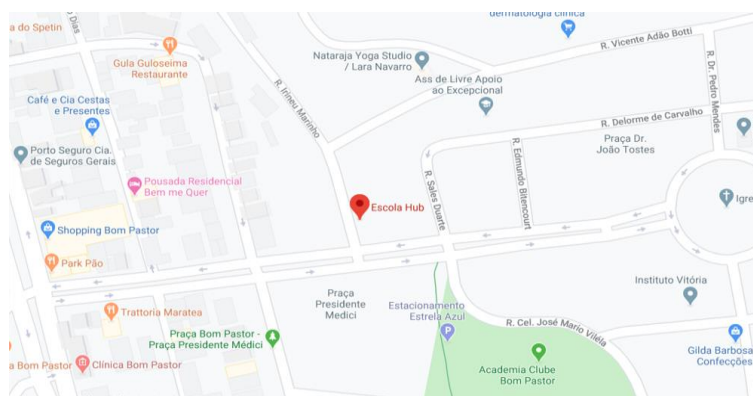 a do Spetin
o Dias
Gula Guloseima
Restaurante
Café e Cia Cestas
e Presentes
Porto Seguro Cia.
de Seguros Gerais
Pousada Residencial
Bem me Quer
Shopping Bom Pastor
Park Pão
Trattoria Maratea
Praça Bom Pastor -
Praça Presidente Médici
a Bom Pastor
Clínica Bom Pastor
R. Irineu Marinho
Nataraja Yoga Studio
/ Lara Navarro
dermatologia clínica
Ass de Livre Apoio
ao Excepcional
R. Vicente Adão Botti
R. Dr. Pedro Mendes
R. Delorme de Carvalho
Praça Dr.
João Tostes
R. Edmundo Bitencourt
R. Sales Duarte
Escola Hub
Igre
Praça
Presidente
Medici
Estacionamento
Estrela Azul
P
R. Cel. José Mario Viléla
Instituto Vitória
Academia Clube
Bom Pastor
Gilda Barbosa
Confecções